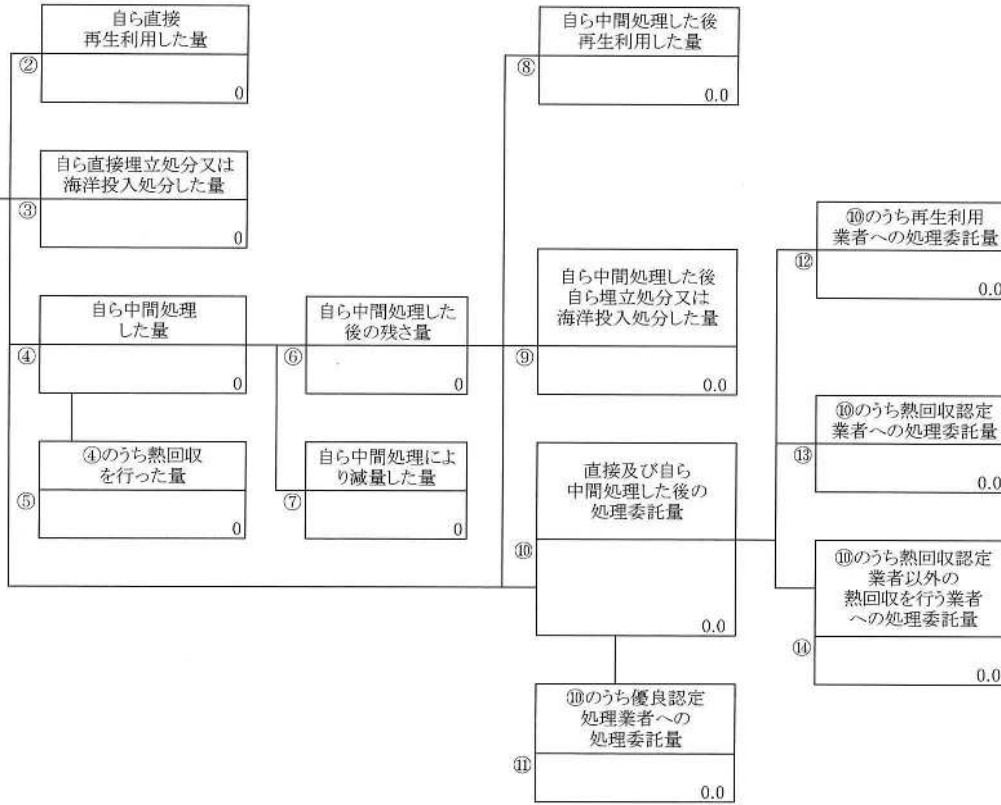 自ら直接
再生利用した量
②
0
自ら直接埋立処分又は
海洋投入処分した量
③
0
自ら中間処理
した量
④
0
④のうち熱回収
を行った量
⑤
0
自ら中間処理した
後の残さ量
⑥
0
自ら中間処理によ
り減量した量
⑦
0
自ら中間処理した後
再生利用した量
⑧
0.0
自ら中間処理した後
自ら埋立処分又は
海洋投入処分した量
⑨
0.0
直接及び自ら
中間処理した後の
処理委託量
⑩
0.0
⑩のうち優良認定
処理業者への
処理委託量
⑪
0.0
⑩のうち再生利用
業者への処理委託量
⑫
0.0
⑩のうち熱回収認定
業者への処理委託量
⑬
0.0
⑩のうち熱回収認定
業者以外の
熱回収を行う業者
への処理委託量
⑭
0.0